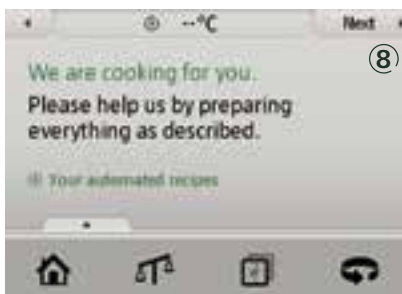 --°C
Next
⑧
We are cooking for you.
Please help us by preparing
everything as described.
Your automated recipes